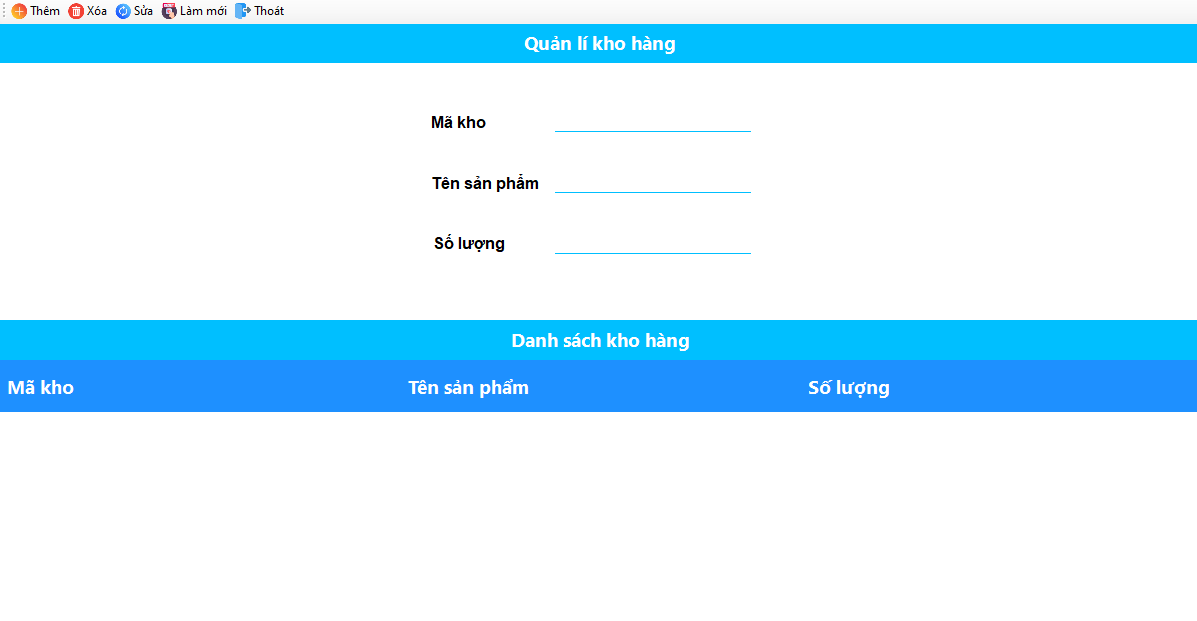 Thêm Xóa Sửa Làm mới Thoát
Quản lí kho hàng
Mã kho
Tên sản phẩm
Số lượng
Danh sách kho hàng
Mã kho Tên sản phẩm Số lượng